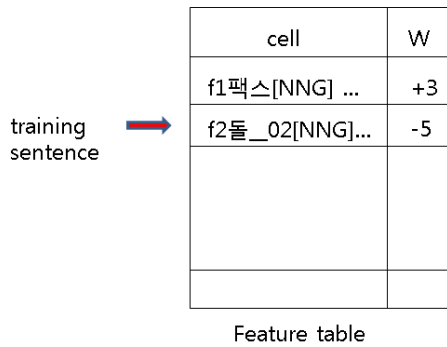 cell W
f1팩스[NNG] ... +3
training
sentence
f2돌__02[NNG]... -5
Feature table